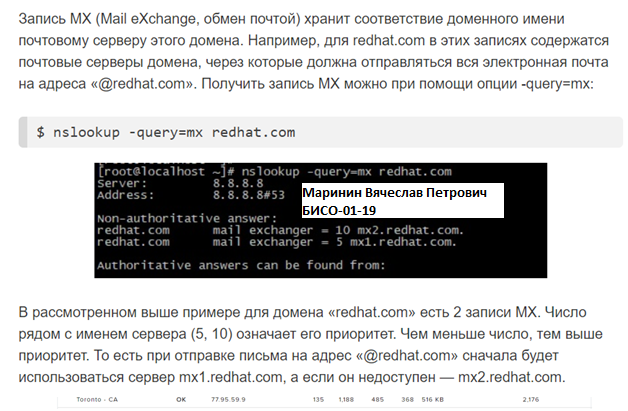 Запись MX (Mail eXchange, обмен почтой) хранит соответствие доменного имени
почтовому серверу этого домена. Например, для redhat.com в этих записях содержатся
почтовые серверы домена, через которые должна отправляться вся электронная почта
на адреса «@redhat.com». Получить запись MX можно при помощи опции -query=mx:
$ nslookup -query=mx redhat.com
[root@localhost ~]# nslookup -query=mx redhat.com
Server: 8.8.8.8
Address: 8.8.8.8#53
Маринин Вячеслав Петрович
БИСО-01-19
Non-authoritative answer:
redhat.com mail exchanger = 10 mx2.redhat.com.
redhat.com mail exchanger = 5 mx1.redhat.com.
Authoritative answers can be found from:
В рассмотренном выше примере для домена «redhat.com» есть 2 записи MX. Число
рядом с именем сервера (5, 10) означает его приоритет. Чем меньше число, тем выше
приоритет. То есть при отправке письма на адрес «@redhat.com» сначала будет
использоваться сервер mx1.redhat.com, а если он недоступен — mx2.redhat.com.
Toronto - CA OK 77.95.59.9 135 1,188 485 368 516 KB 2,176